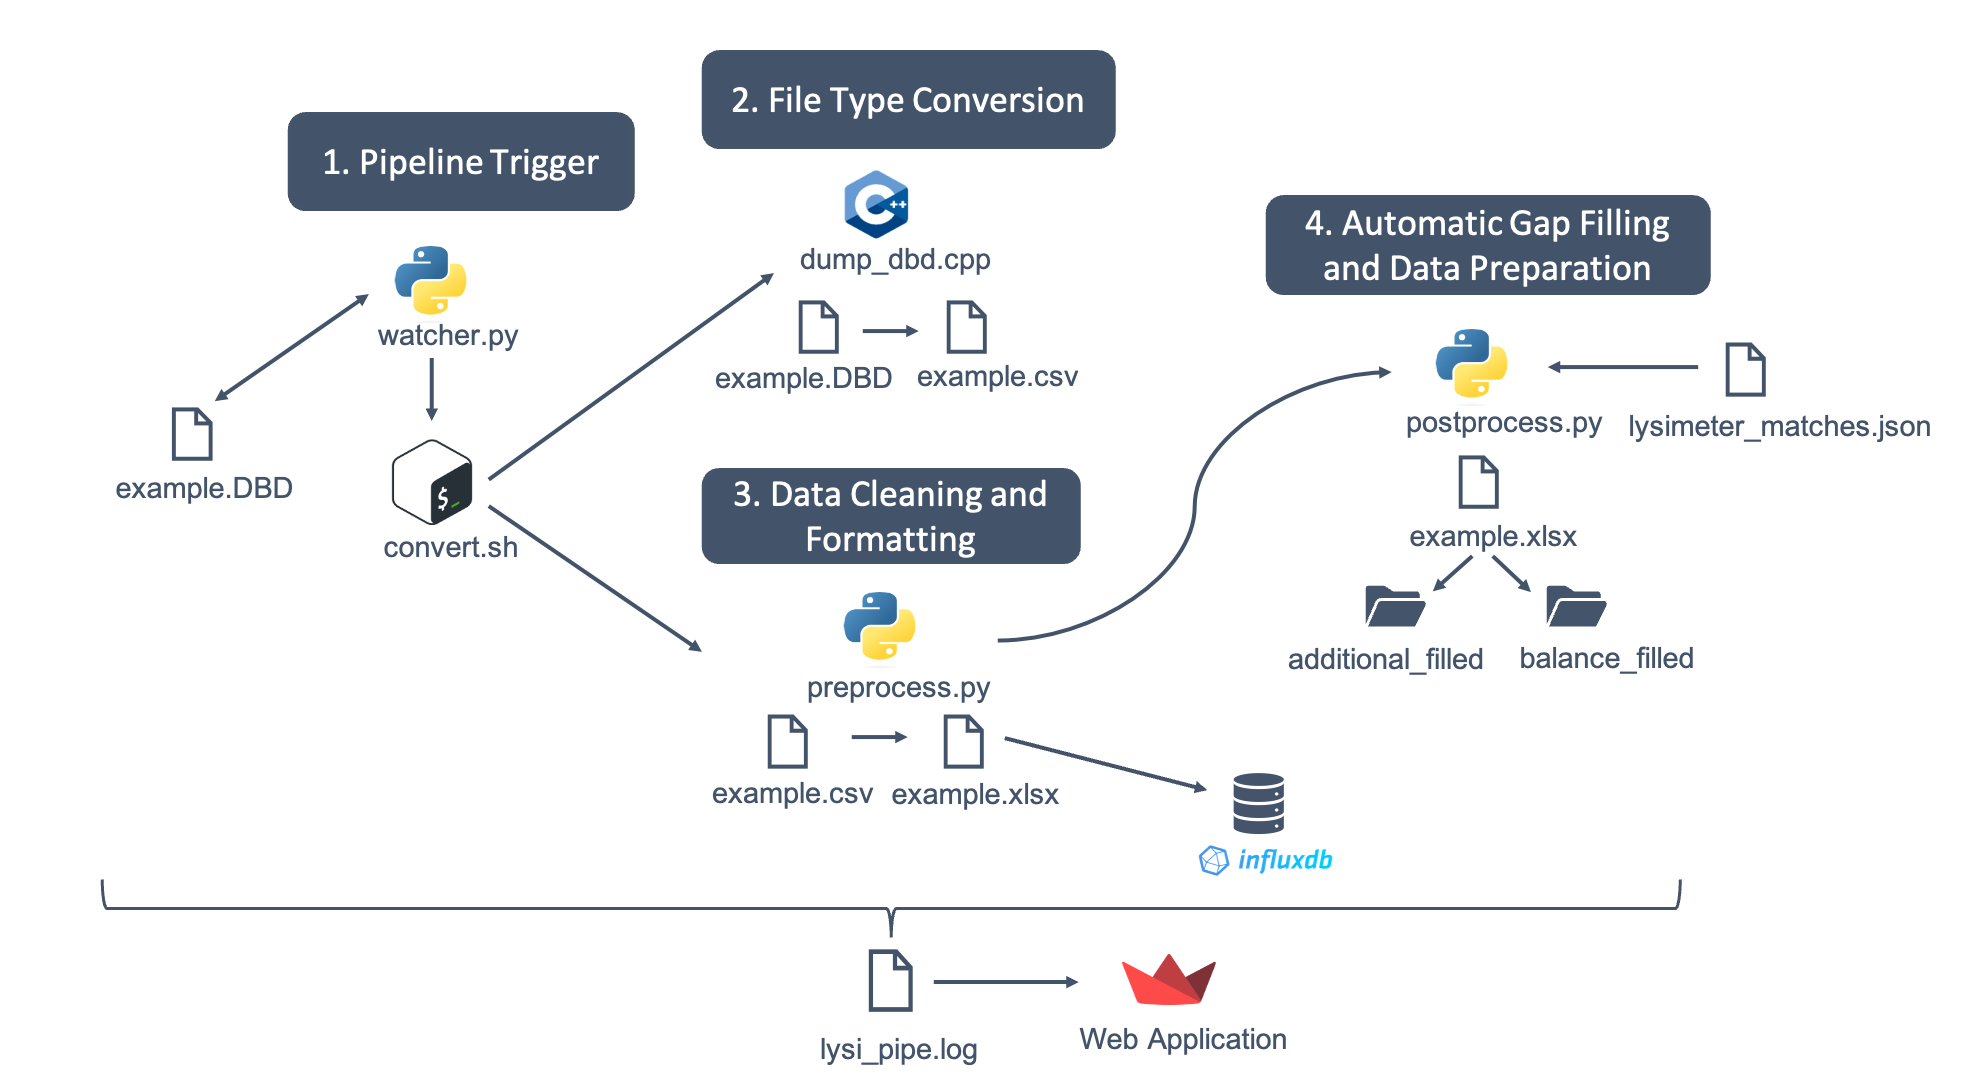 1. Pipeline Trigger
watcher.py
example.DBD
$_
convert.sh
2. File Type Conversion
C++
dump_dbd.cpp
example.DBD
example.csv
3. Data Cleaning and
Formatting
preprocess.py
example.csv
example.xlsx
influxdb
4. Automatic Gap Filling
and Data Preparation
postprocess.py
lysimeter_matches.json
example.xlsx
additional_filled
balance_filled
lysi_pipe.log
Web Application